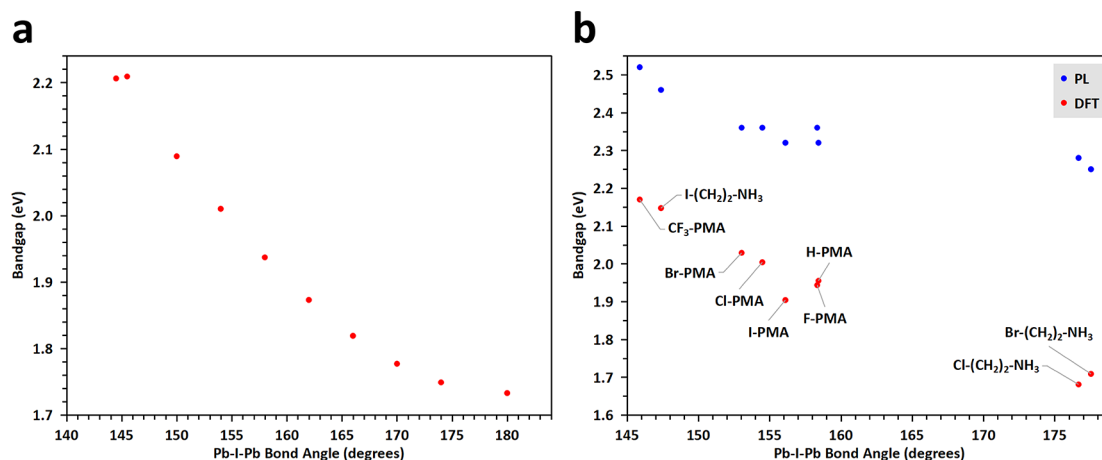 a
2.2
2.1
2.0
1.9
1.8
1.7
140 145 150 155 160 165 170 175 180
Bandgap (eV)
Pb-I-Pb Bond Angle (degrees)
b
2.5
2.4
2.3
2.2
2.1
2.0
1.9
1.8
1.7
1.6
145 150 155 160 165 170 175
Bandgap (eV)
Pb-I-Pb Bond Angle (degrees)
PL
DFT
I-(CH₂)₂-NH₃
CF₃-PMA
Br-PMA
H-PMA
Cl-PMA
I-PMA
F-PMA
Br-(CH₂)₂-NH₃
Cl-(CH₂)₂-NH₃